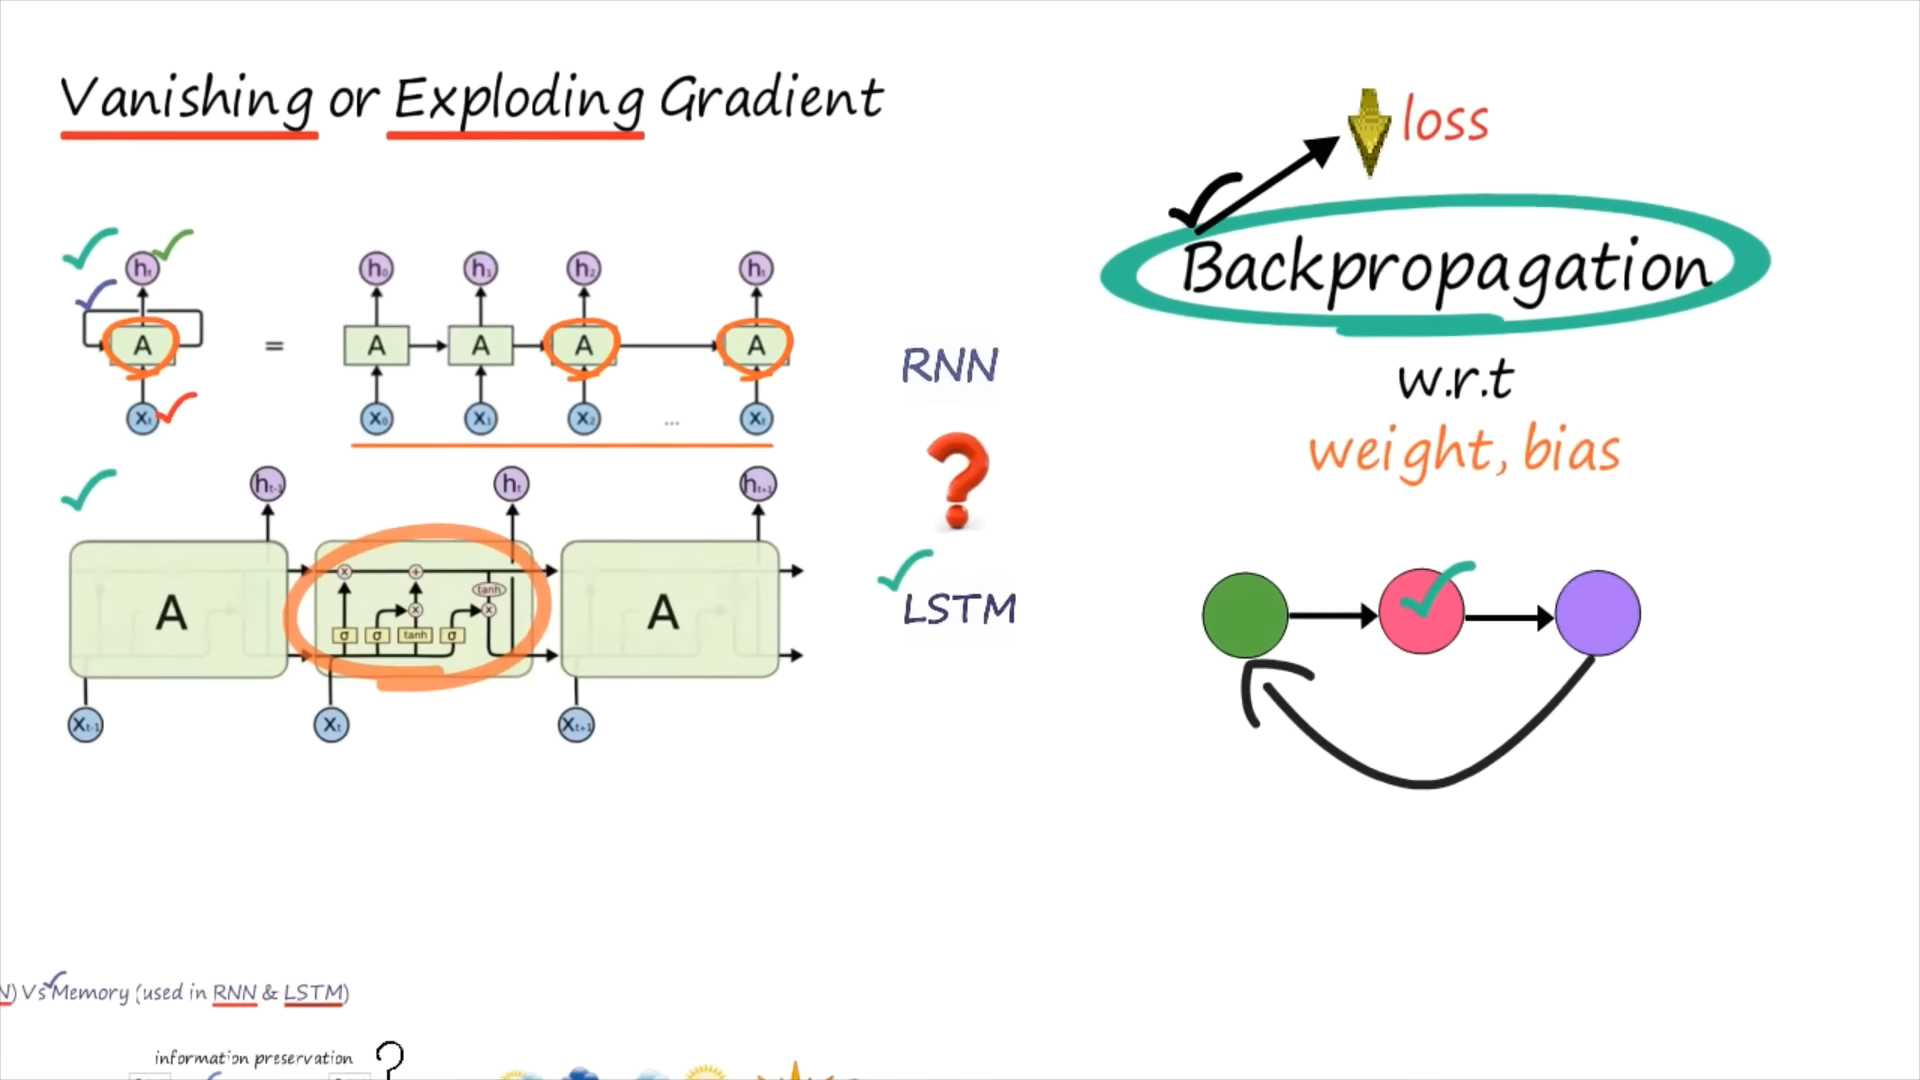 Vanishing or Exploding Gradient
loss
Backpropagation
w.r.t
weight, bias
hₜ h₀ h₁ h₂ hₜ
A = A A A A
Xₜ X₀ X₁ X₂ ... Xₜ
RNN
?
LSTM
hₜ₋₁ hₜ hₜ₊₁
A A
x + tanh
x x
σ σ tanh σ
Xₜ₋₁ Xₜ Xₜ₊₁
N) Vs Memory (used in RNN & LSTM)
information preservation ?